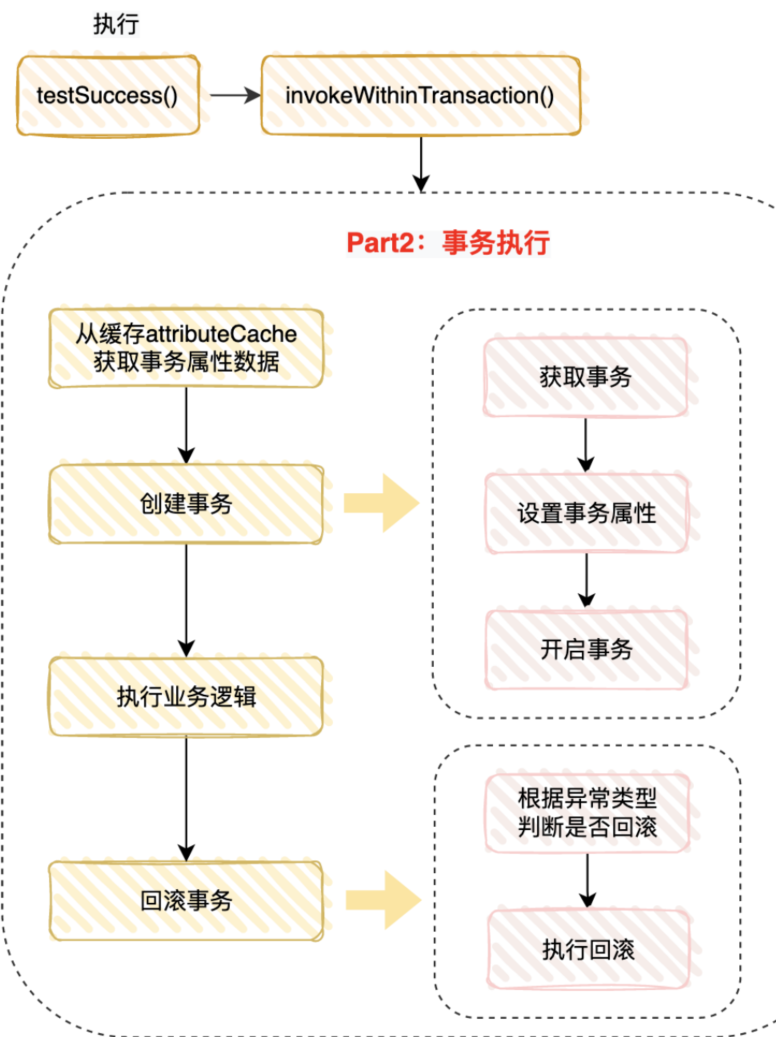 执行
testSuccess()
invokeWithinTransaction()
Part2：事务执行
从缓存attributeCache
获取事务属性数据
创建事务
执行业务逻辑
回滚事务
获取事务
设置事务属性
开启事务
根据异常类型
判断是否回滚
执行回滚